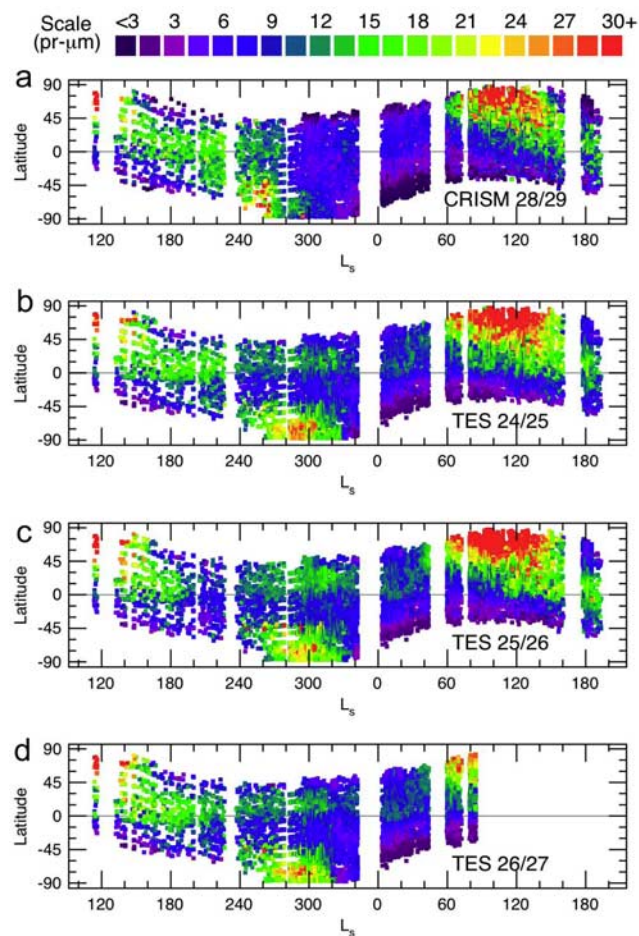 Scale
(pr-μm)
<3 3 6 9 12 15 18 21 24 27 30+
a
90
45
0
-45
-90
Latitude
CRISM 28/29
120 180 240 300 0 60 120 180
Ls
b
90
45
0
-45
-90
Latitude
TES 24/25
120 180 240 300 0 60 120 180
Ls
c
90
45
0
-45
-90
Latitude
TES 25/26
120 180 240 300 0 60 120 180
Ls
d
90
45
0
-45
-90
Latitude
TES 26/27
120 180 240 300 0 60 120 180
Ls